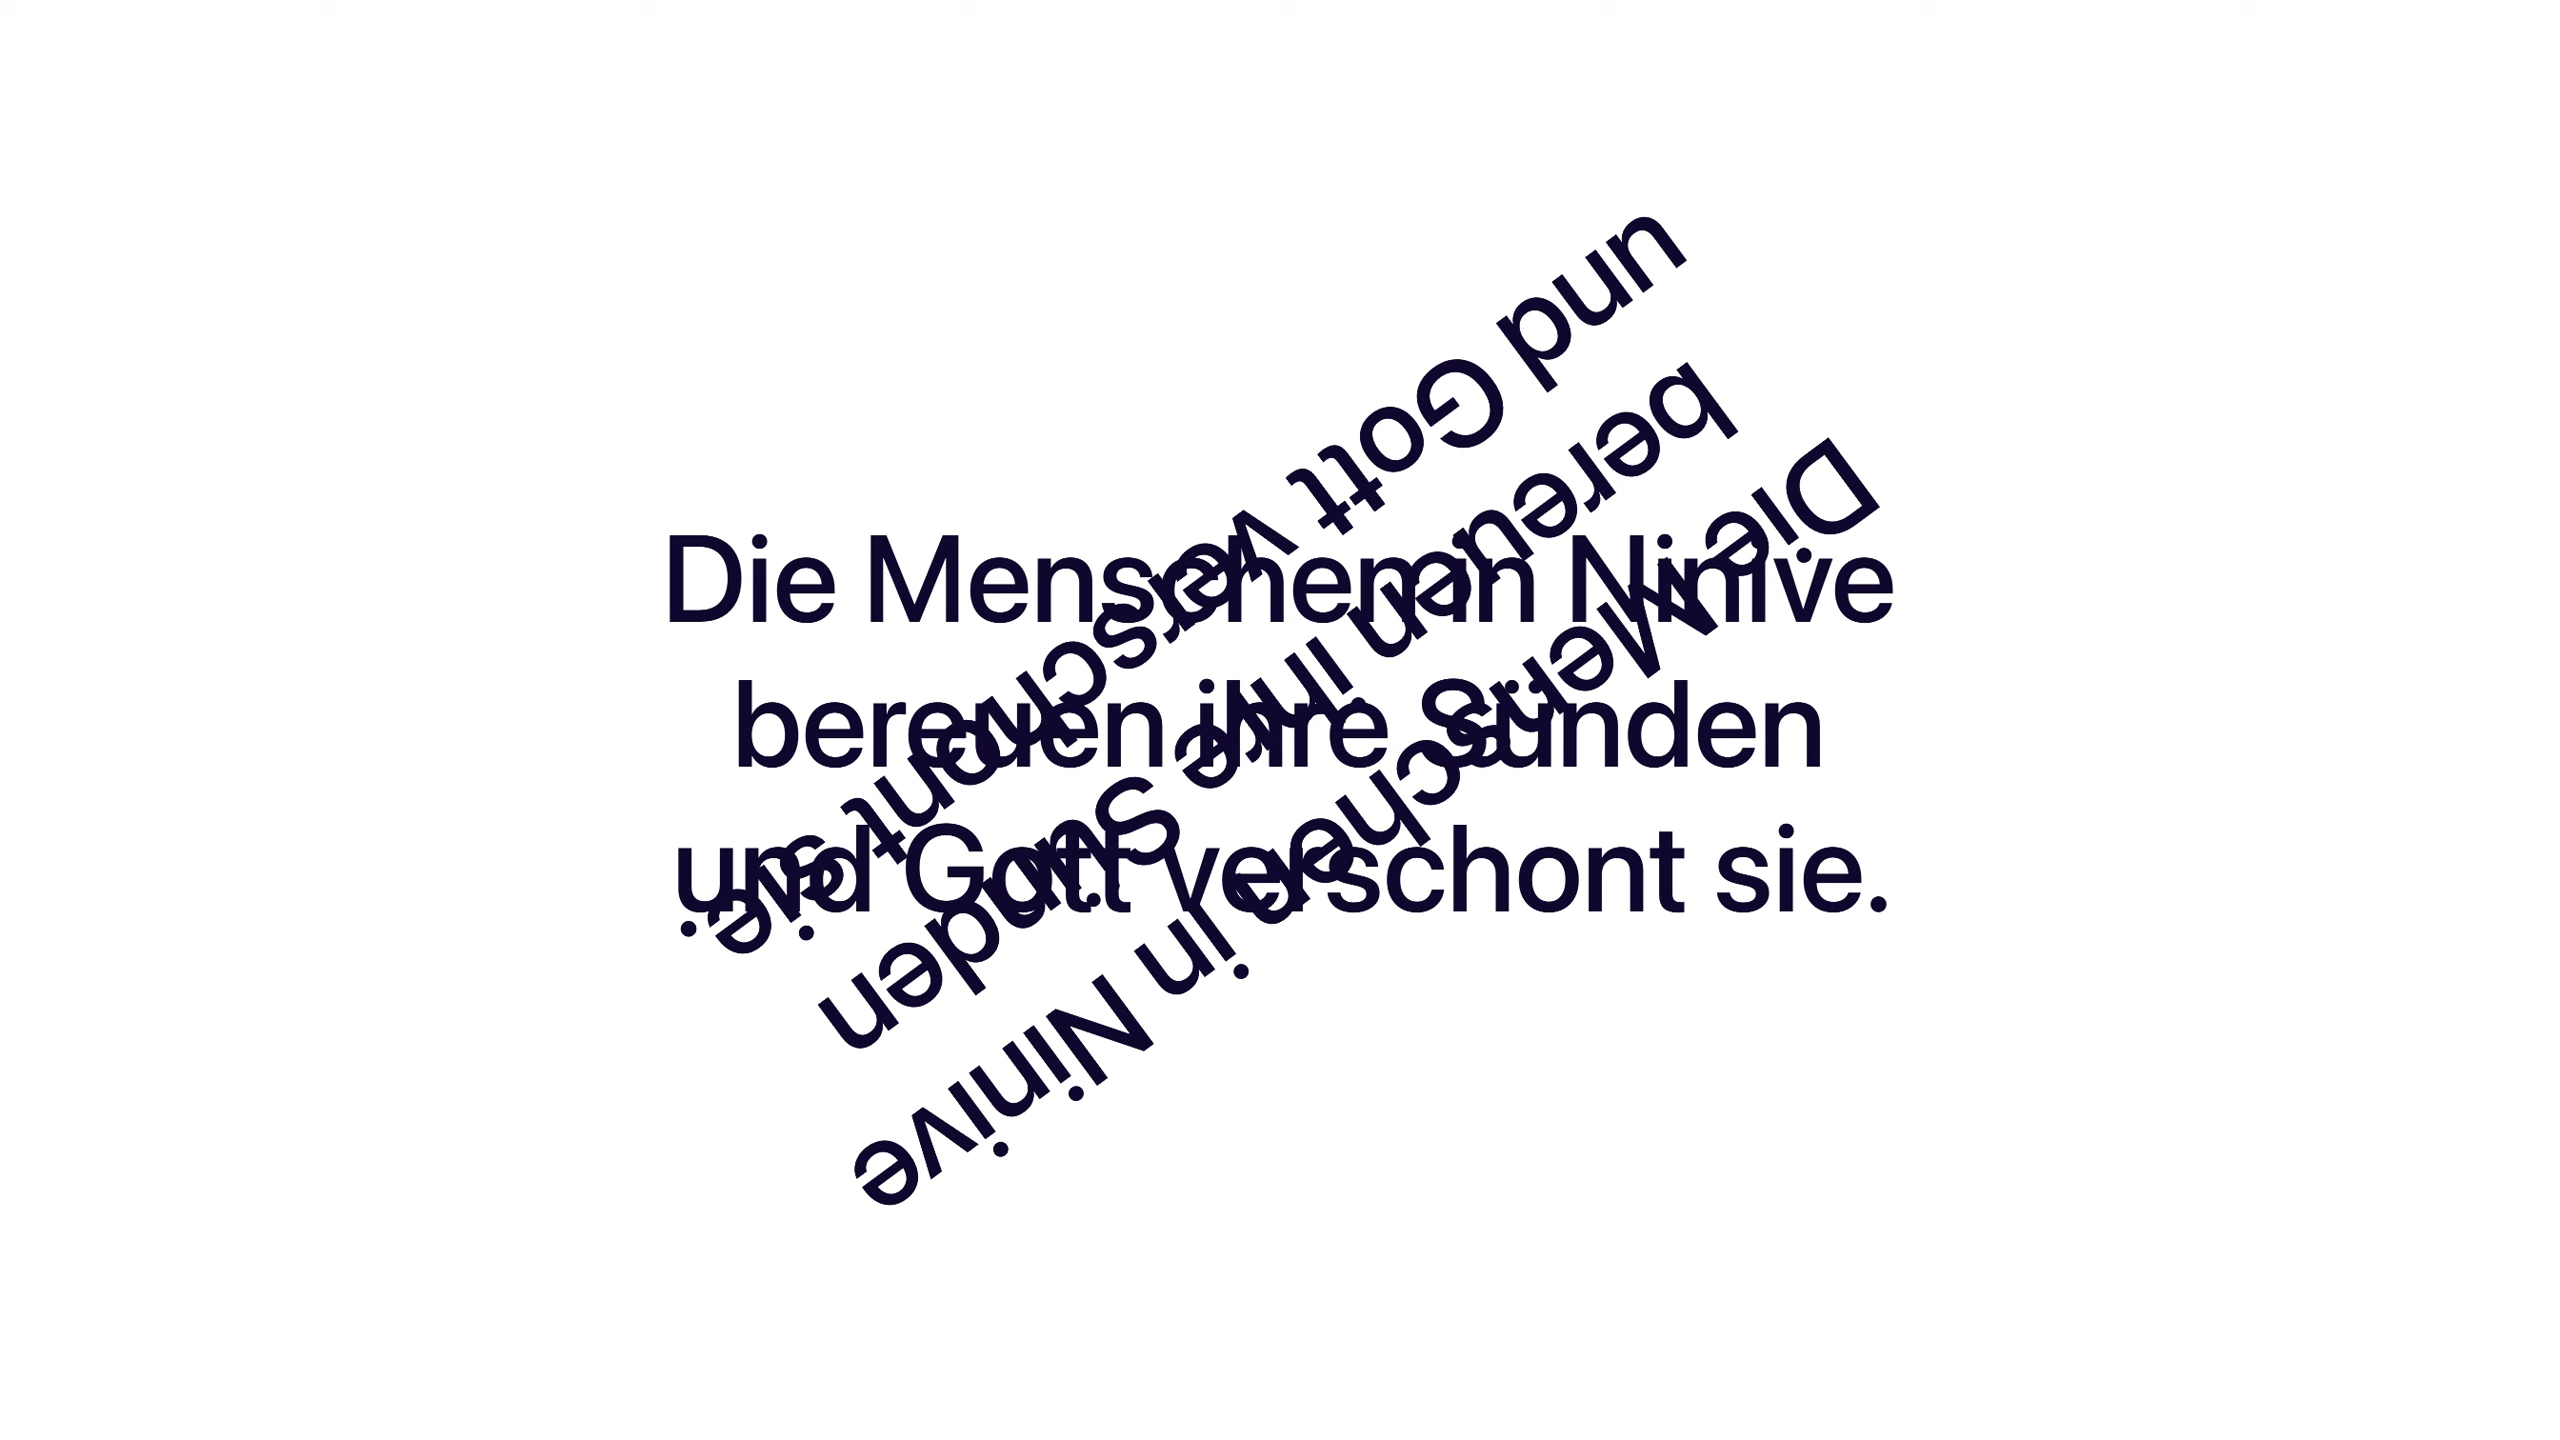 Die Menschen in Ninive
bereuen ihre Sünden
und Gott verschont sie.
Die Menschen in Ninive
bereuen ihre Sünden
und Gott verschont sie.